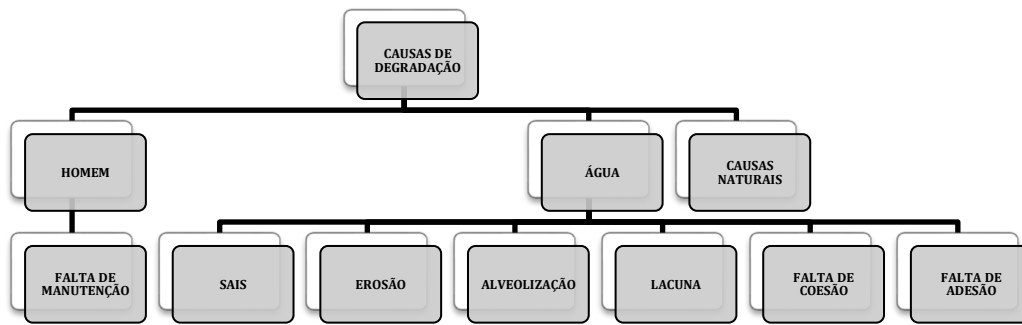 CAUSAS DE
DEGRADAÇÃO
HOMEM
ÁGUA
CAUSAS
NATURAIS
FALTA DE
MANUTENÇÃO
SAIS
EROSÃO
ALVEOLIZAÇÃO
LACUNA
FALTA DE
COESÃO
FALTA DE
ADESÃO